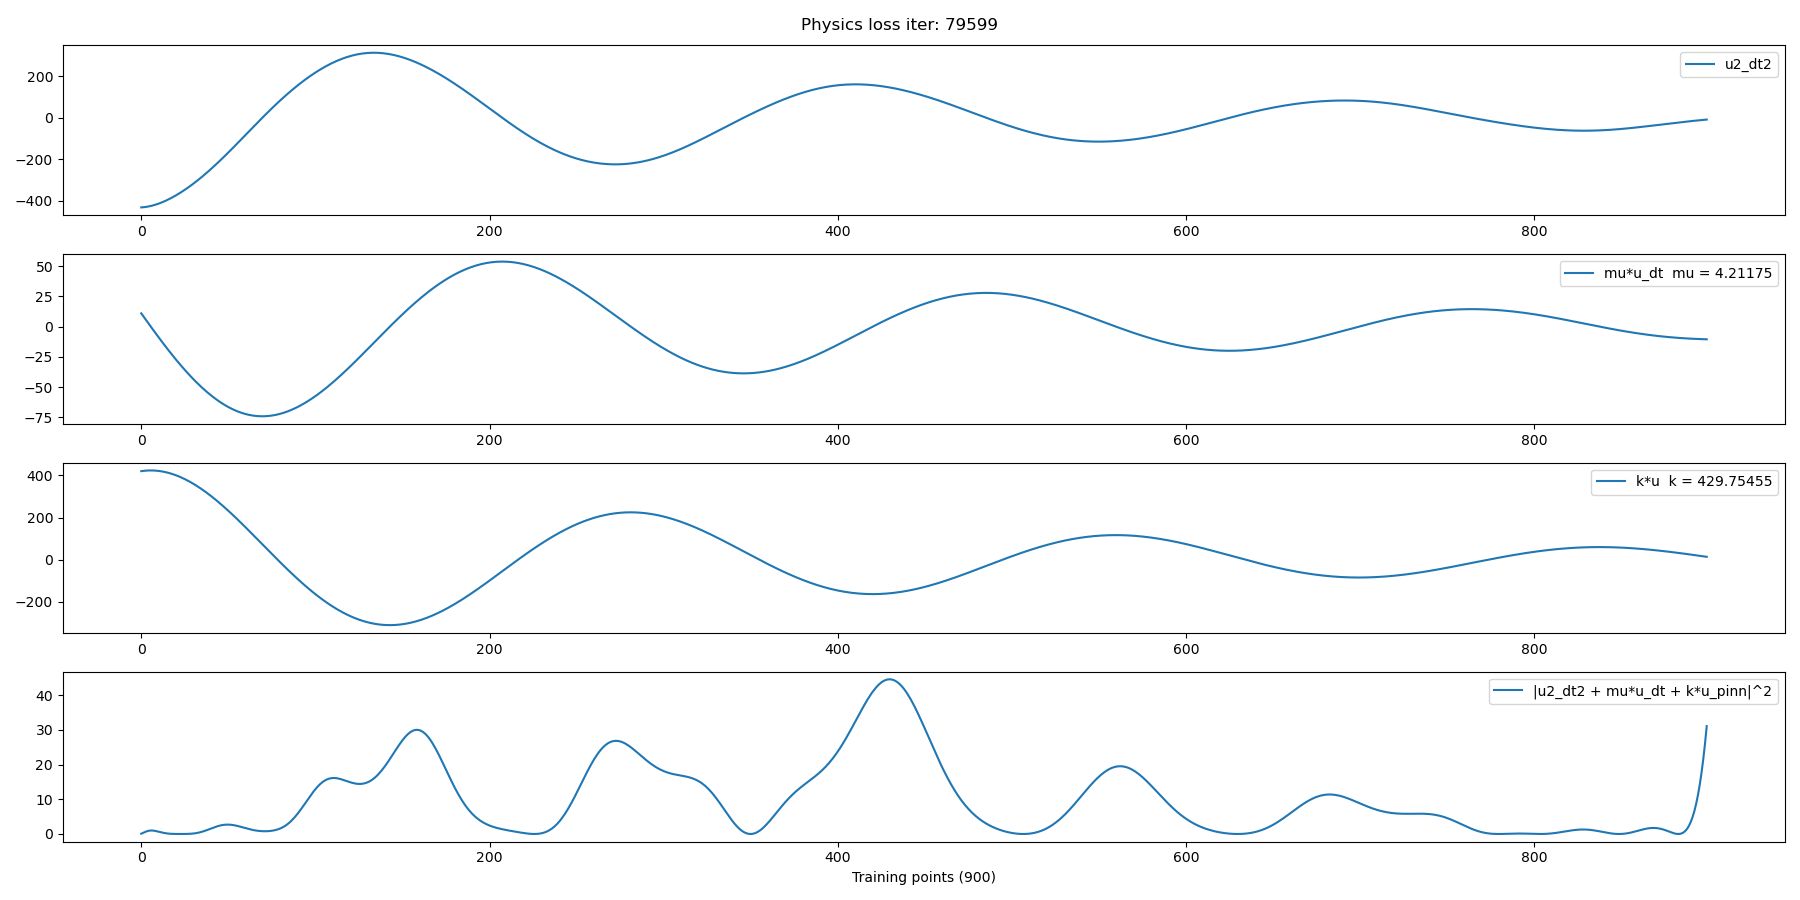 Physics loss iter: 79599
u2_dt2
200
0
−200
−400
0 200 400 600 800
mu*u_dt  mu = 4.21175
50
25
0
−25
−50
−75
0 200 400 600 800
k*u  k = 429.75455
400
200
0
−200
0 200 400 600 800
|u2_dt2 + mu*u_dt + k*u_pinn|^2
40
30
20
10
0
0 200 400 600 800
Training points (900)